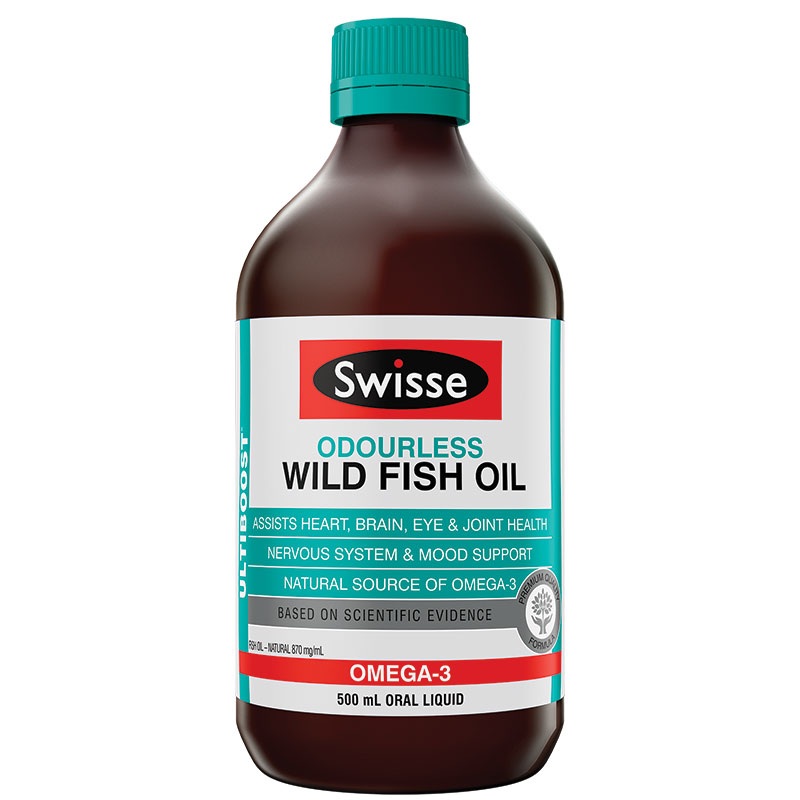 Swisse
ODOURLESS
WILD FISH OIL
ULTIBOOST™
ASSISTS HEART, BRAIN, EYE & JOINT HEALTH
NERVOUS SYSTEM & MOOD SUPPORT
NATURAL SOURCE OF OMEGA-3
BASED ON SCIENTIFIC EVIDENCE
PREMIUM QUALITY
FORMULA
FISH OIL – NATURAL 870 mg/mL
OMEGA-3
500 mL ORAL LIQUID